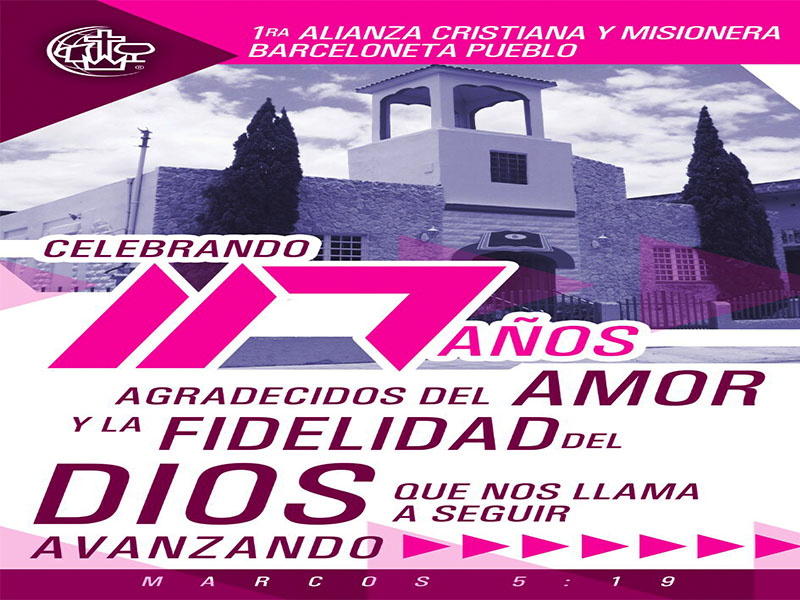 1RA ALIANZA CRISTIANA Y MISIONERA
BARCELONETA PUEBLO
CELEBRANDO
117 AÑOS
AGRADECIDOS DEL AMOR
Y LA FIDELIDAD DEL
DIOS QUE NOS LLAMA
A SEGUIR
AVANZANDO
MARCOS 5:19